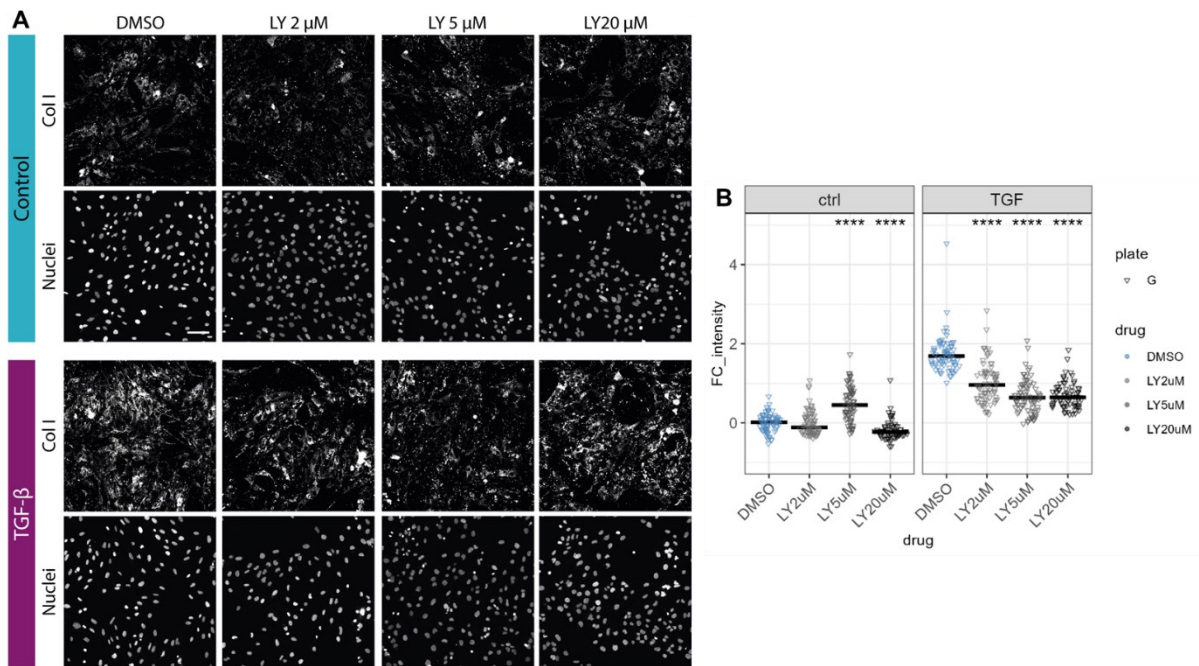 A
DMSO
LY 2 µM
LY 5 µM
LY20 µM
Control
Col I
Nuclei
TGF-β
Col I
Nuclei
B
ctrl
TGF
**** ****
**** **** ****
FC_intensity
4
2
0
DMSO
LY2uM
LY5uM
LY20uM
DMSO
LY2uM
LY5uM
LY20uM
drug
plate
G
drug
DMSO
LY2uM
LY5uM
LY20uM